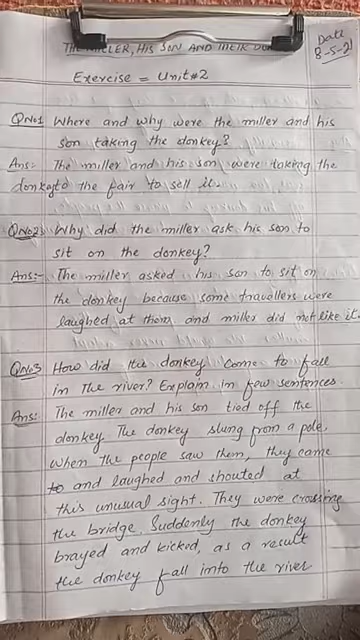 THE MILLER, HIS SON AND THEIR
Date
8-5-21
Exercise = Unit#2
QNo1 Where and why were the miller and his
son taking the donkey?
Ans:- The miller and his son were taking the
donkey to the fair to sell it.
QNo2 Why did the miller ask his son to
sit on the donkey?
Ans:- The miller asked his son to sit on
the donkey because some travellers were
laughed at them and miller did not like it.
QNo3 How did the donkey come to fall
in the river? Explain in few sentences.
Ans: The miller and his son tied off the
donkey. The donkey slung from a pole.
When the people saw them, they came
to and laughed and shouted at
this unusual sight. They were crossing
the bridge. Suddenly the donkey
brayed and kicked, as a result
the donkey fall into the river